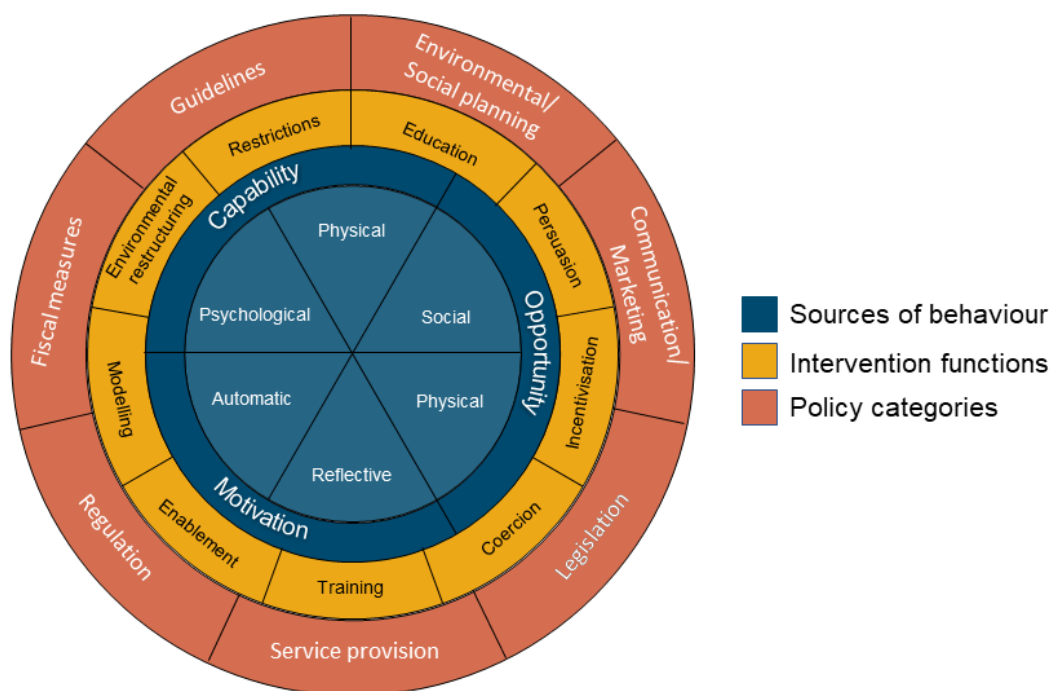 Guidelines
Environmental/
Social planning
Communication/
Marketing
Legislation
Service provision
Regulation
Fiscal measures
Restrictions
Education
Persuasion
Incentivisation
Coercion
Training
Enablement
Modelling
Environmental
restructuring
Capability
Opportunity
Motivation
Physical
Social
Physical
Reflective
Automatic
Psychological
Sources of behaviour
Intervention functions
Policy categories